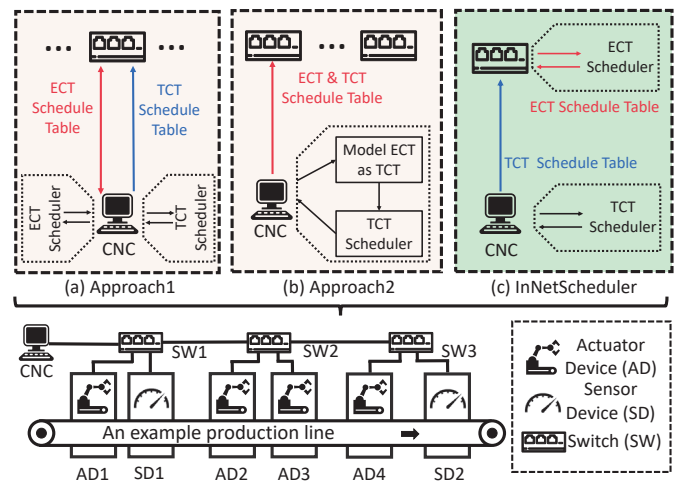 ECT
Schedule
Table
TCT
Schedule
Table
ECT
Scheduler
CNC
TCT
Scheduler
(a) Approach1
ECT & TCT
Schedule Table
Model ECT
as TCT
TCT
Scheduler
CNC
(b) Approach2
ECT
Scheduler
ECT Schedule Table
TCT Schedule Table
TCT
Scheduler
CNC
(c) InNetScheduler
CNC
SW1
SW2
SW3
An example production line
AD1
SD1
AD2
AD3
AD4
SD2
Actuator
Device (AD)
Sensor
Device (SD)
Switch (SW)